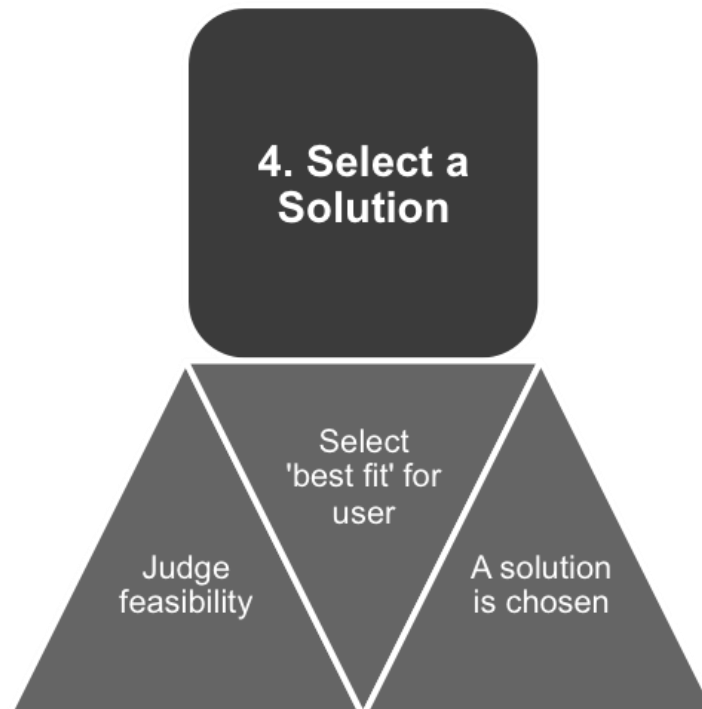 4. Select a
Solution
Select
'best fit' for
user
Judge
feasibility
A solution
is chosen